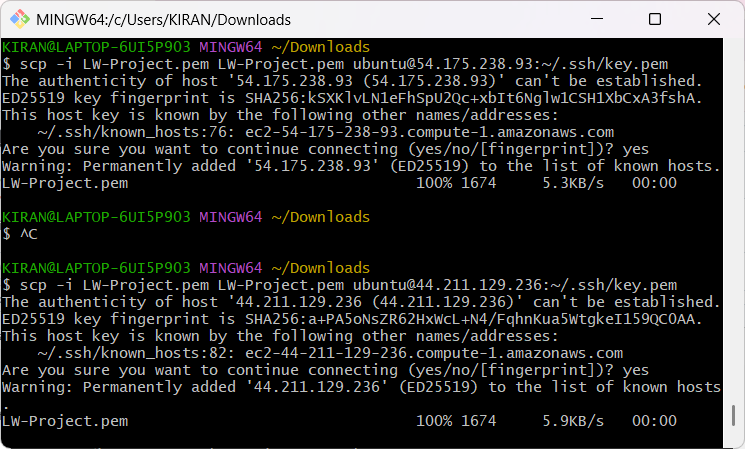 MINGW64:/c/Users/KIRAN/Downloads
KIRAN@LAPTOP-6UI5P903 MINGW64 ~/Downloads
$ scp -i LW-Project.pem LW-Project.pem ubuntu@54.175.238.93:~/.ssh/key.pem
The authenticity of host '54.175.238.93 (54.175.238.93)' can't be established.
ED25519 key fingerprint is SHA256:kSXKlvLN1eFhSpU2Qc+xbIt6Nglw1CSH1XbCxA3fshA.
This host key is known by the following other names/addresses:
    ~/.ssh/known_hosts:76: ec2-54-175-238-93.compute-1.amazonaws.com
Are you sure you want to continue connecting (yes/no/[fingerprint])? yes
Warning: Permanently added '54.175.238.93' (ED25519) to the list of known hosts.
LW-Project.pem                                100% 1674     5.3KB/s   00:00
KIRAN@LAPTOP-6UI5P903 MINGW64 ~/Downloads
$ ^C
KIRAN@LAPTOP-6UI5P903 MINGW64 ~/Downloads
$ scp -i LW-Project.pem LW-Project.pem ubuntu@44.211.129.236:~/.ssh/key.pem
The authenticity of host '44.211.129.236 (44.211.129.236)' can't be established.
ED25519 key fingerprint is SHA256:a+PA5oNsZR62HxWcL+N4/FqhnKua5WtgkeI159QC0AA.
This host key is known by the following other names/addresses:
    ~/.ssh/known_hosts:82: ec2-44-211-129-236.compute-1.amazonaws.com
Are you sure you want to continue connecting (yes/no/[fingerprint])? yes
Warning: Permanently added '44.211.129.236' (ED25519) to the list of known hosts
.
LW-Project.pem                                100% 1674     5.9KB/s   00:00